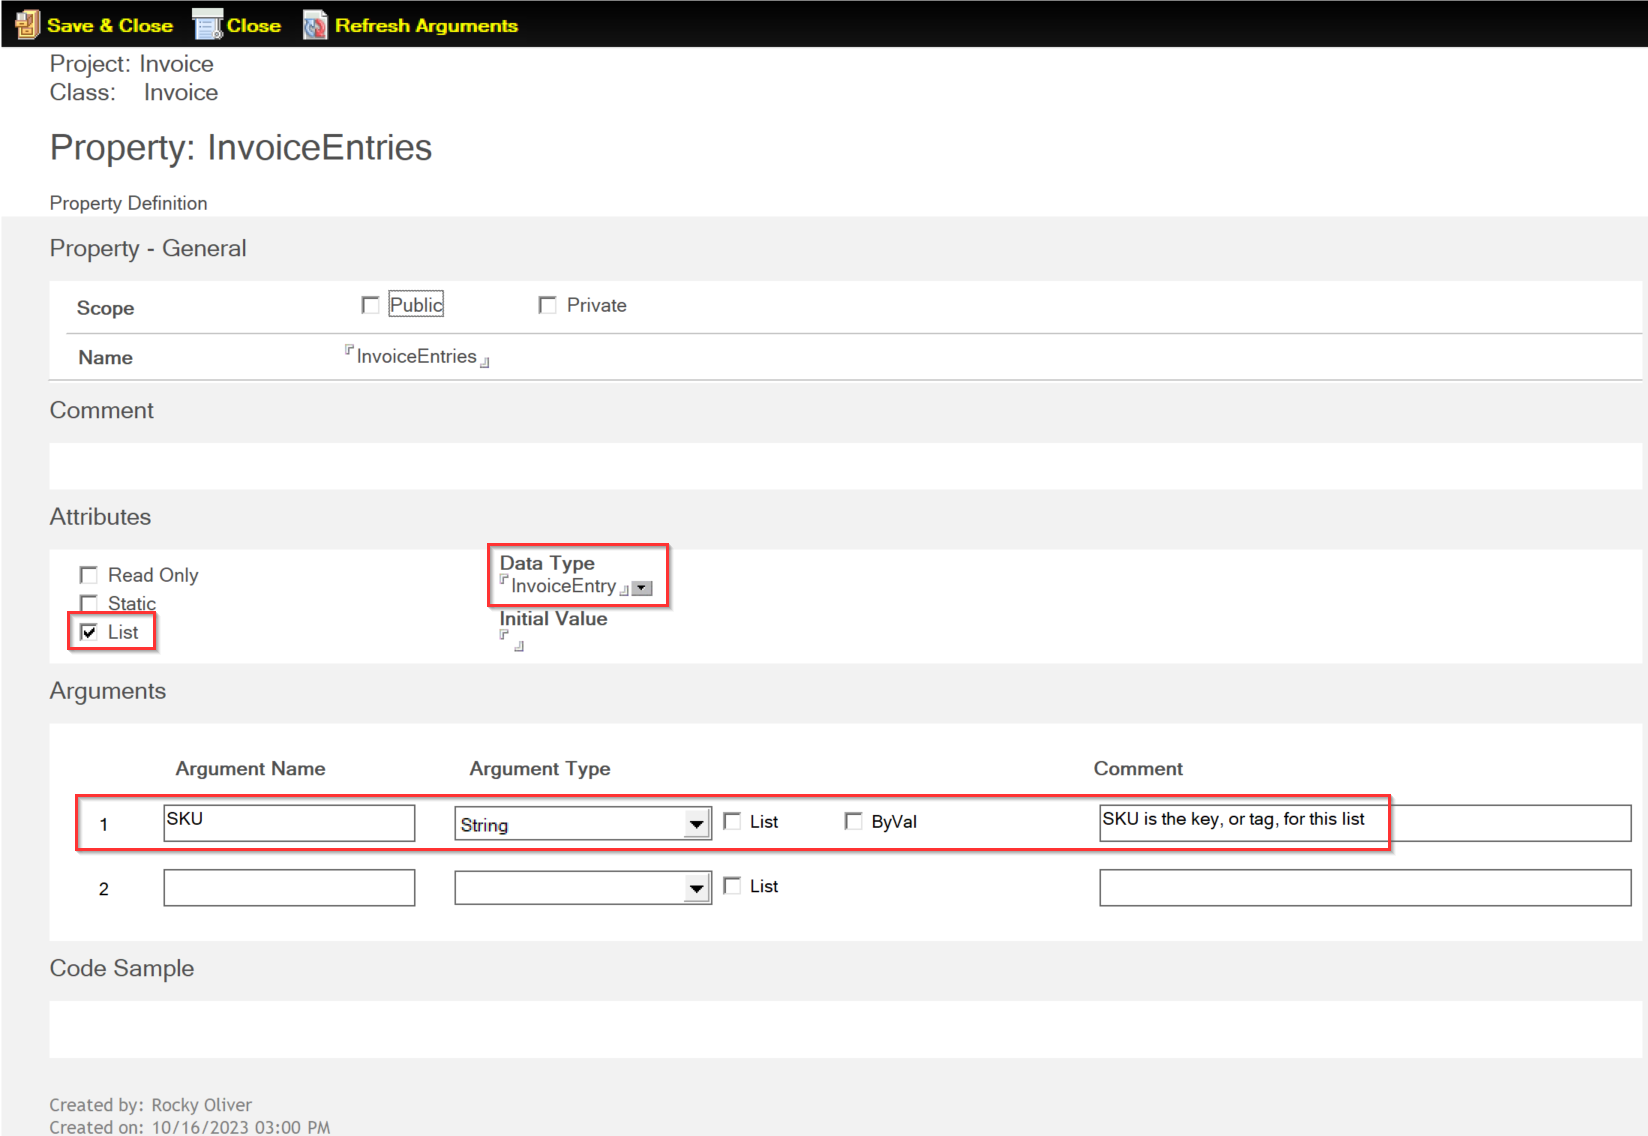 Save & Close Close Refresh Arguments
Project: Invoice
Class: Invoice
Property: InvoiceEntries
Property Definition
Property - General
Scope Public Private
Name InvoiceEntries
Comment
Attributes
Read Only
Static
List
Data Type
InvoiceEntry
Initial Value
Arguments
Argument Name Argument Type Comment
1 SKU String List ByVal SKU is the key, or tag, for this list
2 List
Code Sample
Created by: Rocky Oliver
Created on: 10/16/2023 03:00 PM